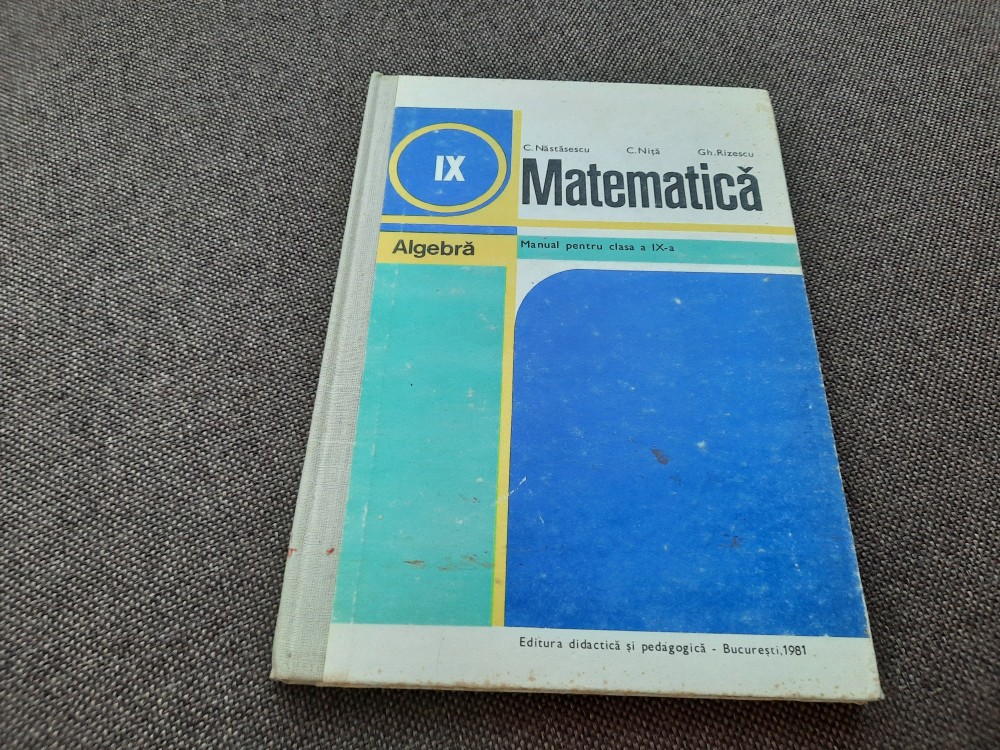 IX
C. Năstăsescu C. Niță Gh. Rizescu
Matematică
Algebră
Manual pentru clasa a IX-a
Editura didactică și pedagogică - București, 1981